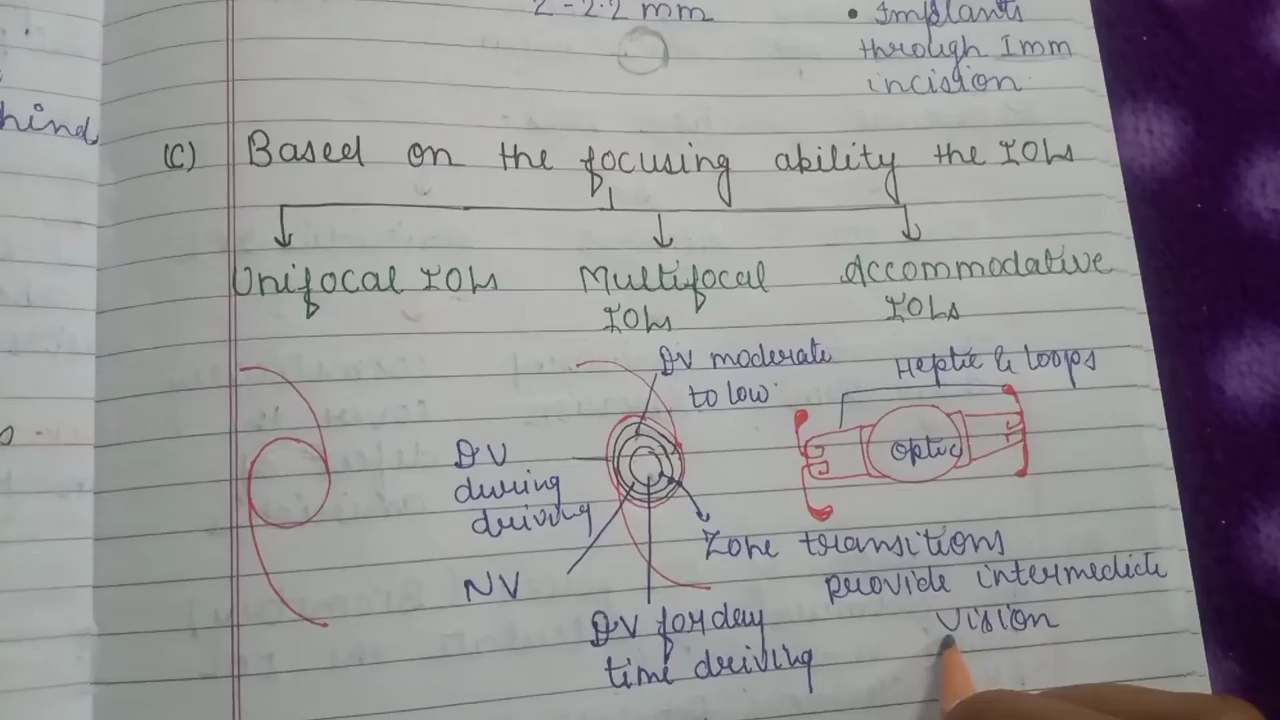 hind
2-2.2 mm
• Implants
through 1mm
incision
(C) Based on the focusing ability the IOLs
Unifocal IOLs
Multifocal
IOLs
Accommodative
IOLs
DV moderate
to low
Heptic & loops
DV
during
driving
Optic
NV
Zone transitions
provide intermediate
vision
DV for day
time driving